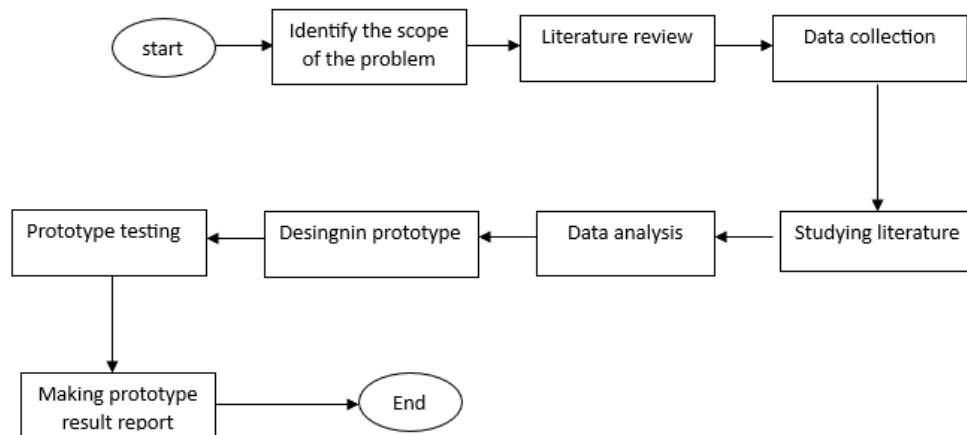 start
Identify the scope
of the problem
Literature review
Data collection
Studying literature
Data analysis
Desingnin prototype
Prototype testing
Making prototype
result report
End